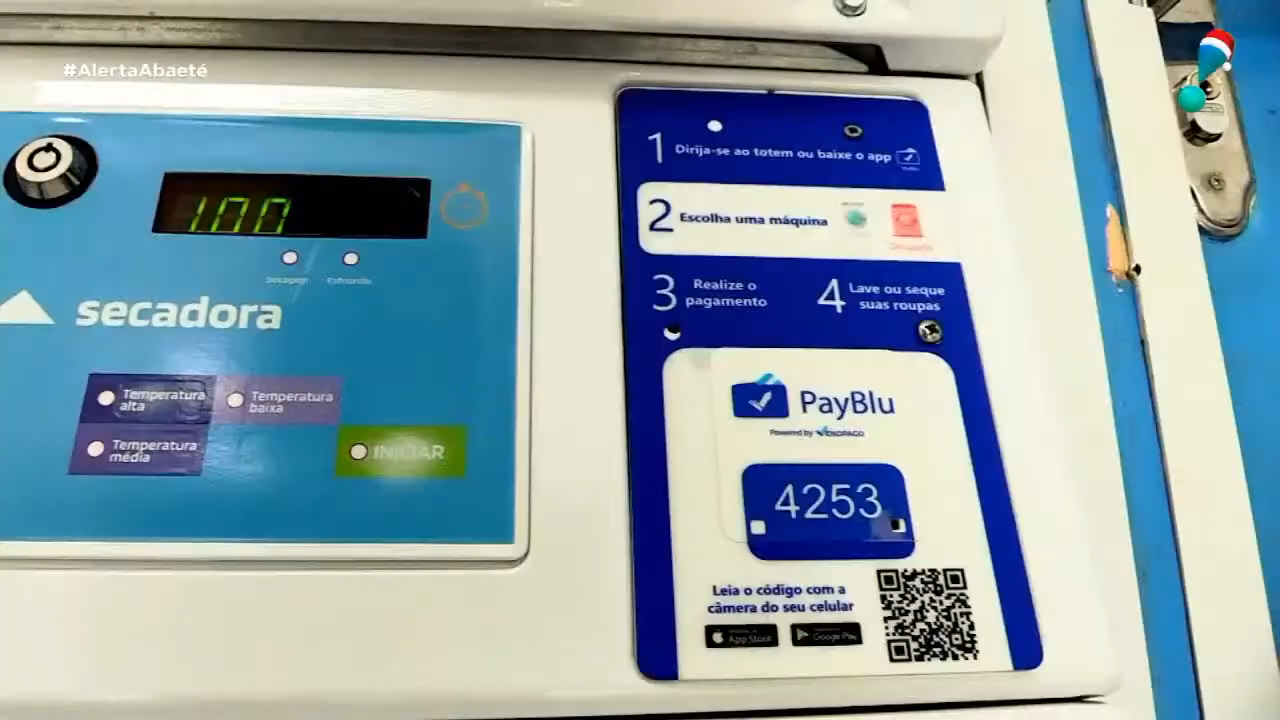 #AlertaAbaeté
1.00
secadora
Temperatura
alta
Temperatura
baixa
Temperatura
média
INICIAR
1 Dirija-se ao totem ou baixe o app
2 Escolha uma máquina
3 Realize o
pagamento
4 Lave ou seque
suas roupas
PayBlu
Powered by VENOPAGO
4253
Leia o código com a
câmera do seu celular
App Store
Google Play